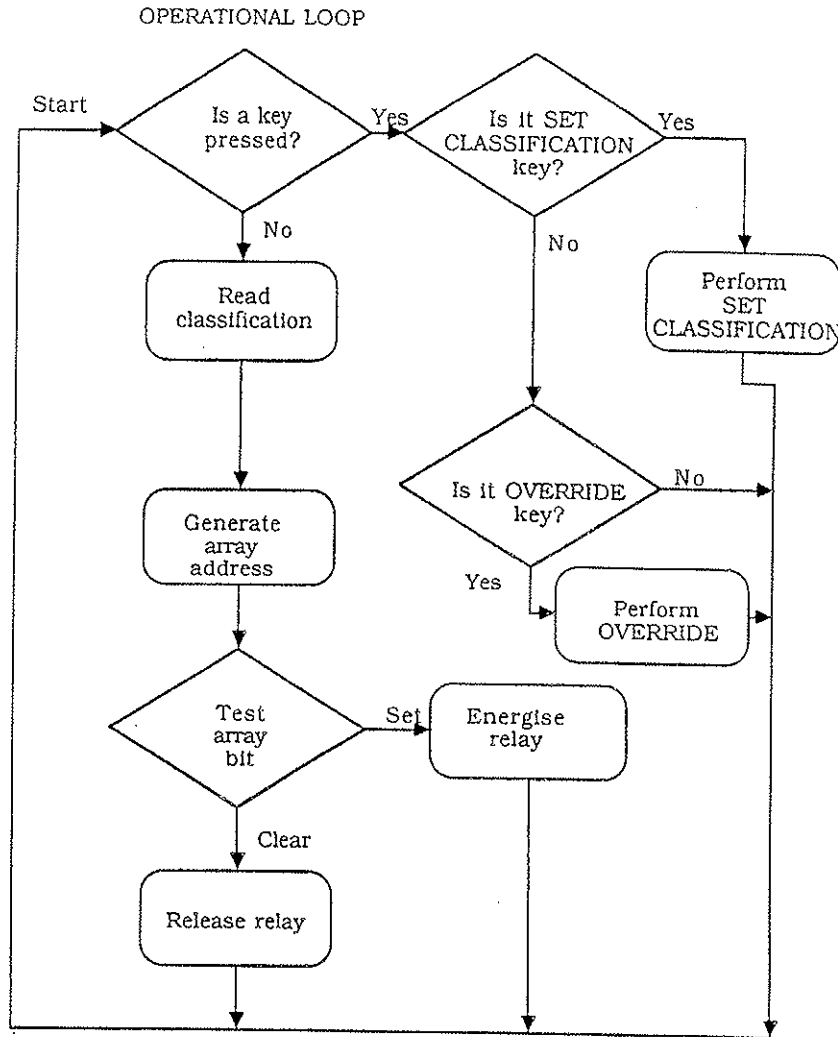 OPERATIONAL LOOP
Start
Is a key
pressed?
Yes
Is it SET
CLASSIFICATION
key?
Yes
No
No
Read
classification
Perform
SET
CLASSIFICATION
Generate
array
address
Is it OVERRIDE
key?
No
Yes
Perform
OVERRIDE
Test
array
bit
Set
Energise
relay
Clear
Release relay